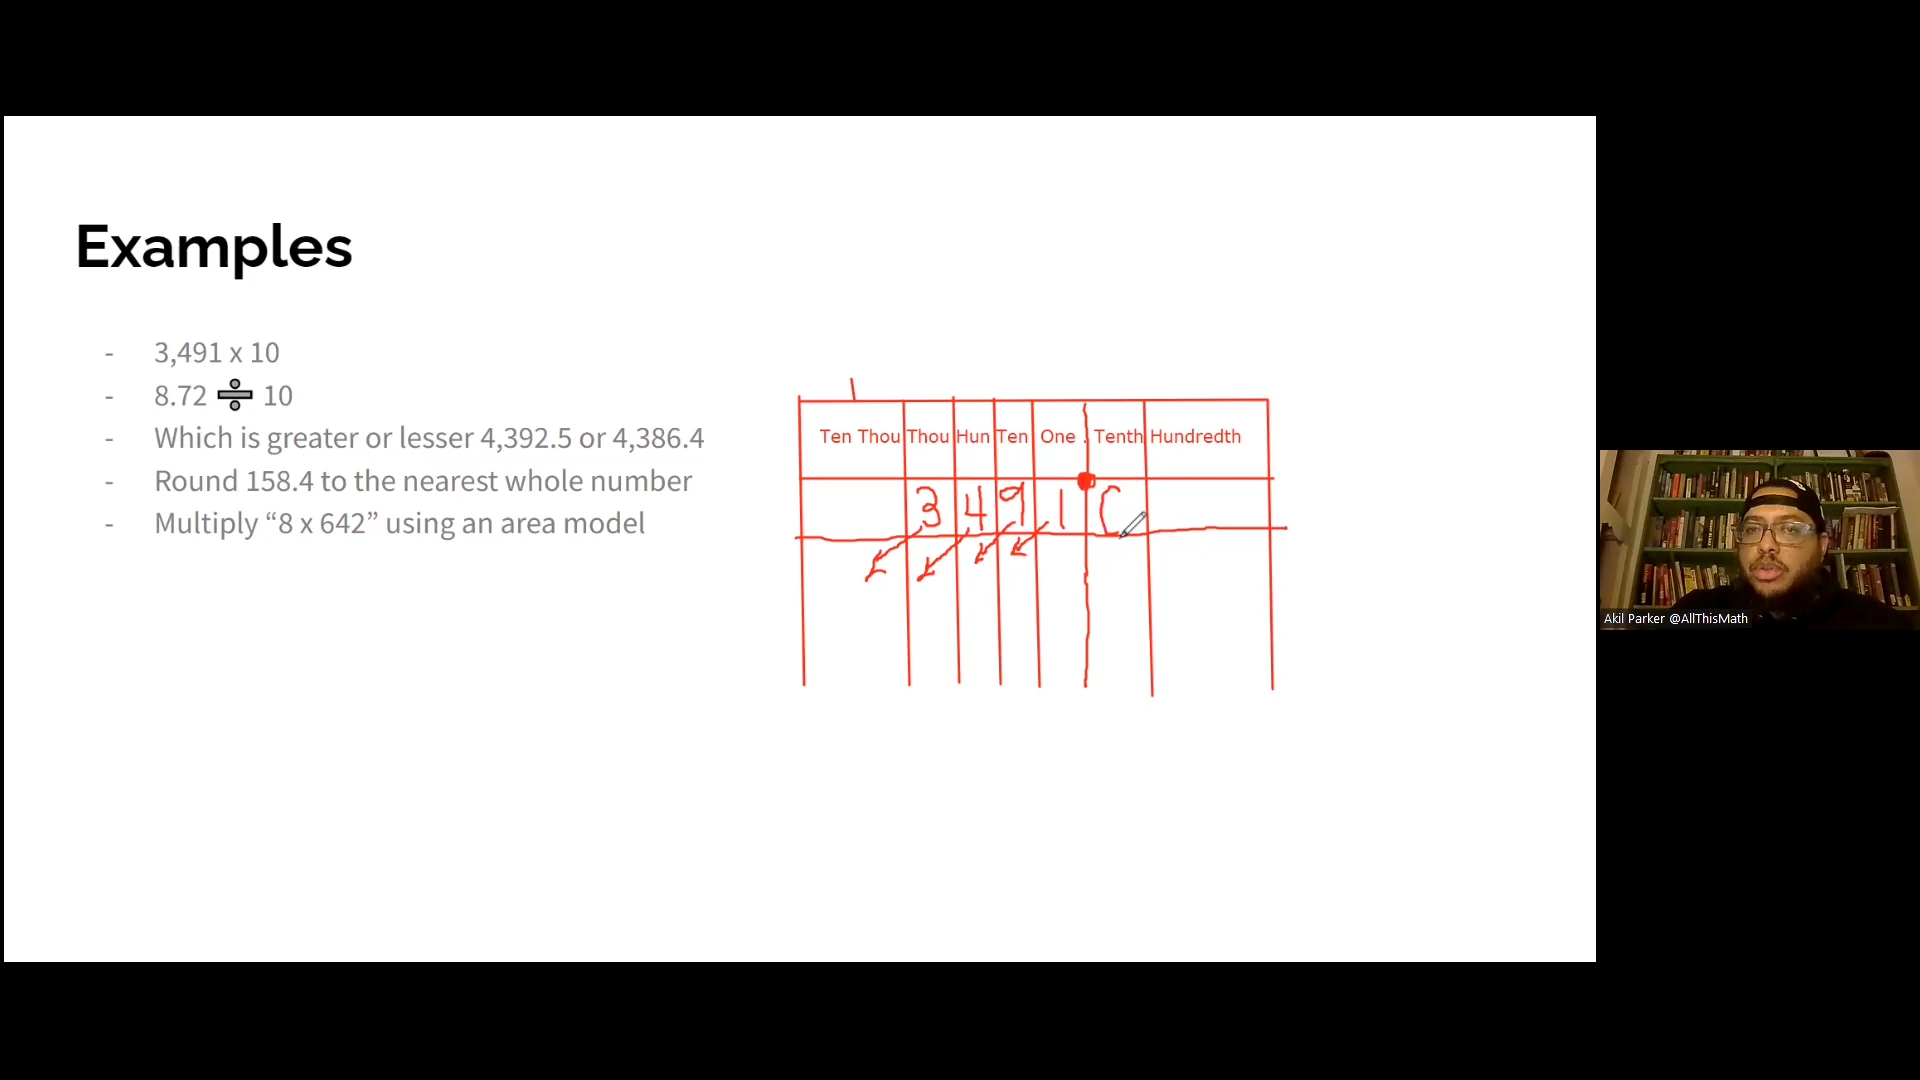 Examples
- 3,491 x 10
- 8.72 ➗ 10
- Which is greater or lesser 4,392.5 or 4,386.4
- Round 158.4 to the nearest whole number
- Multiply “8 x 642” using an area model
Ten Thou Thou Hun Ten One . Tenth Hundredth
3 4 9 1
Akil Parker @AllThisMath